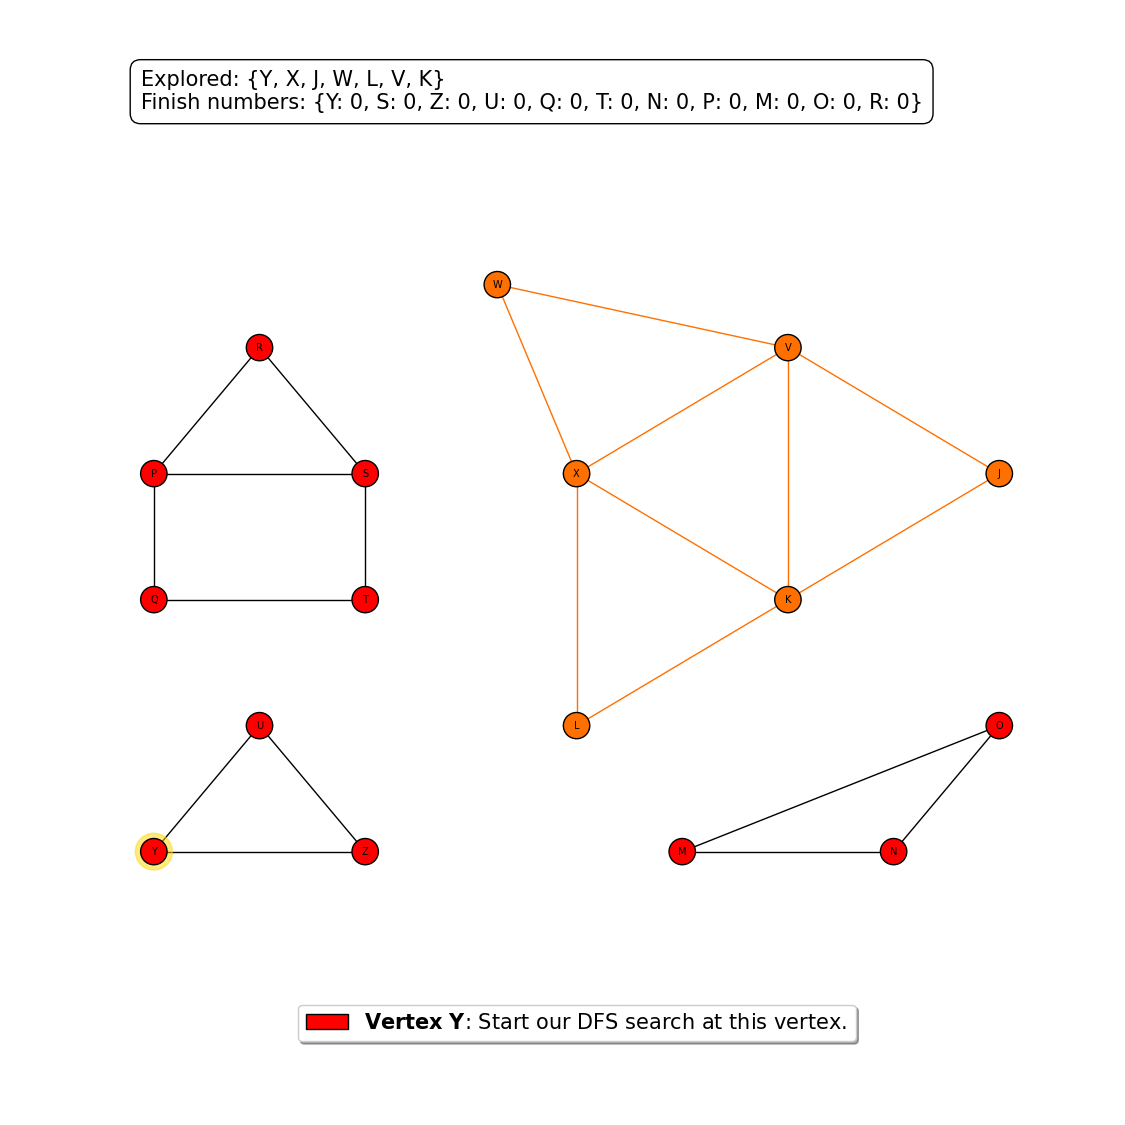 Explored: {Y, X, J, W, L, V, K}
Finish numbers: {Y: 0, S: 0, Z: 0, U: 0, Q: 0, T: 0, N: 0, P: 0, M: 0, O: 0, R: 0}
W
R
V
P
S
X
J
Q
T
K
U
L
O
Y
Z
M
N
Vertex Y: Start our DFS search at this vertex.